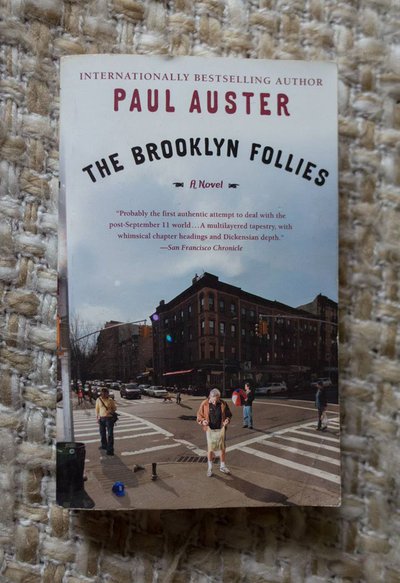 INTERNATIONALLY BESTSELLING AUTHOR
PAUL AUSTER
THE BROOKLYN FOLLIES
A Novel
"Probably the first authentic attempt to deal with the
post-September 11 world . . . A multilayered tapestry, with
whimsical chapter headings and Dickensian depth."
—San Francisco Chronicle